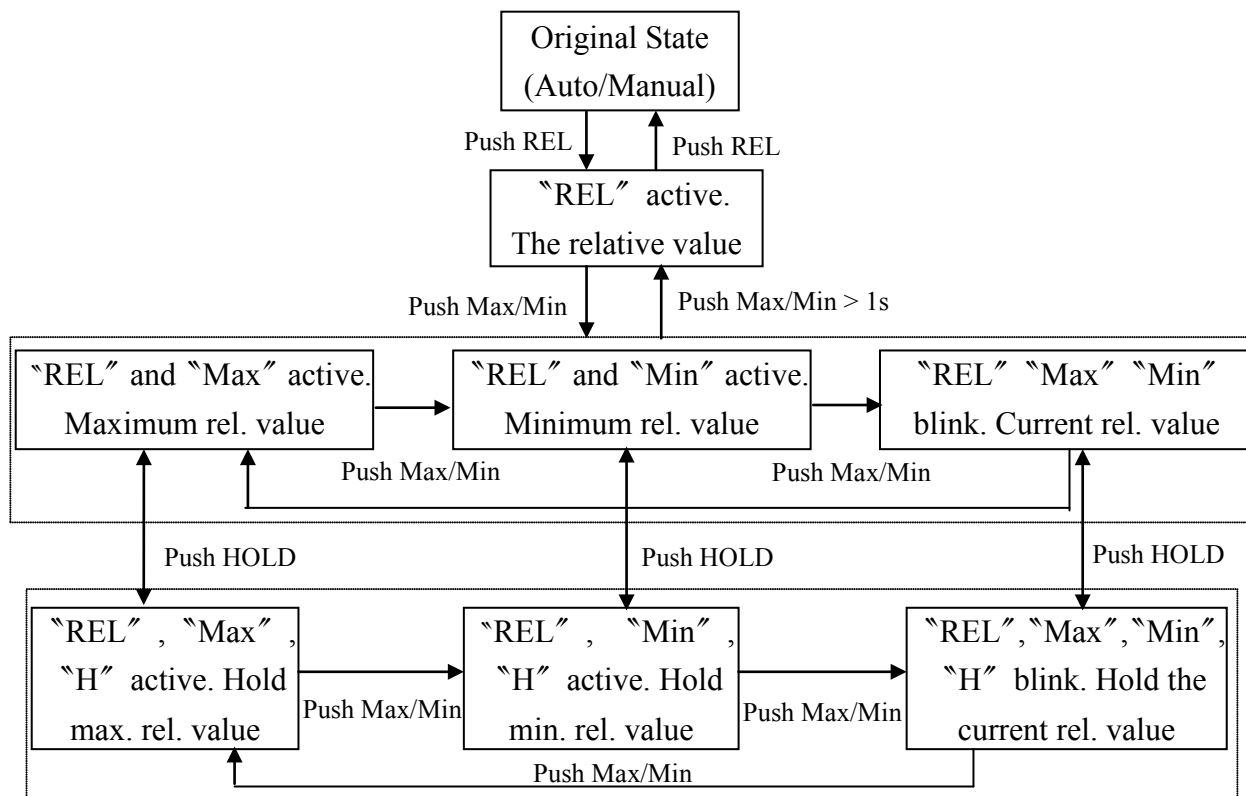 Original State
(Auto/Manual)
Push REL
Push REL
〝REL〞 active.
The relative value
Push Max/Min
Push Max/Min > 1s
〝REL〞 and 〝Max〞 active.
Maximum rel. value
〝REL〞 and 〝Min〞 active.
Minimum rel. value
〝REL〞 〝Max〞 〝Min〞
blink. Current rel. value
Push Max/Min
Push Max/Min
Push HOLD
Push HOLD
Push HOLD
〝REL〞 , 〝Max〞 ,
〝H〞 active. Hold
max. rel. value
〝REL〞 , 〝Min〞 ,
〝H〞 active. Hold
min. rel. value
〝REL〞,〝Max〞,〝Min〞,
〝H〞 blink. Hold the
current rel. value
Push Max/Min
Push Max/Min
Push Max/Min